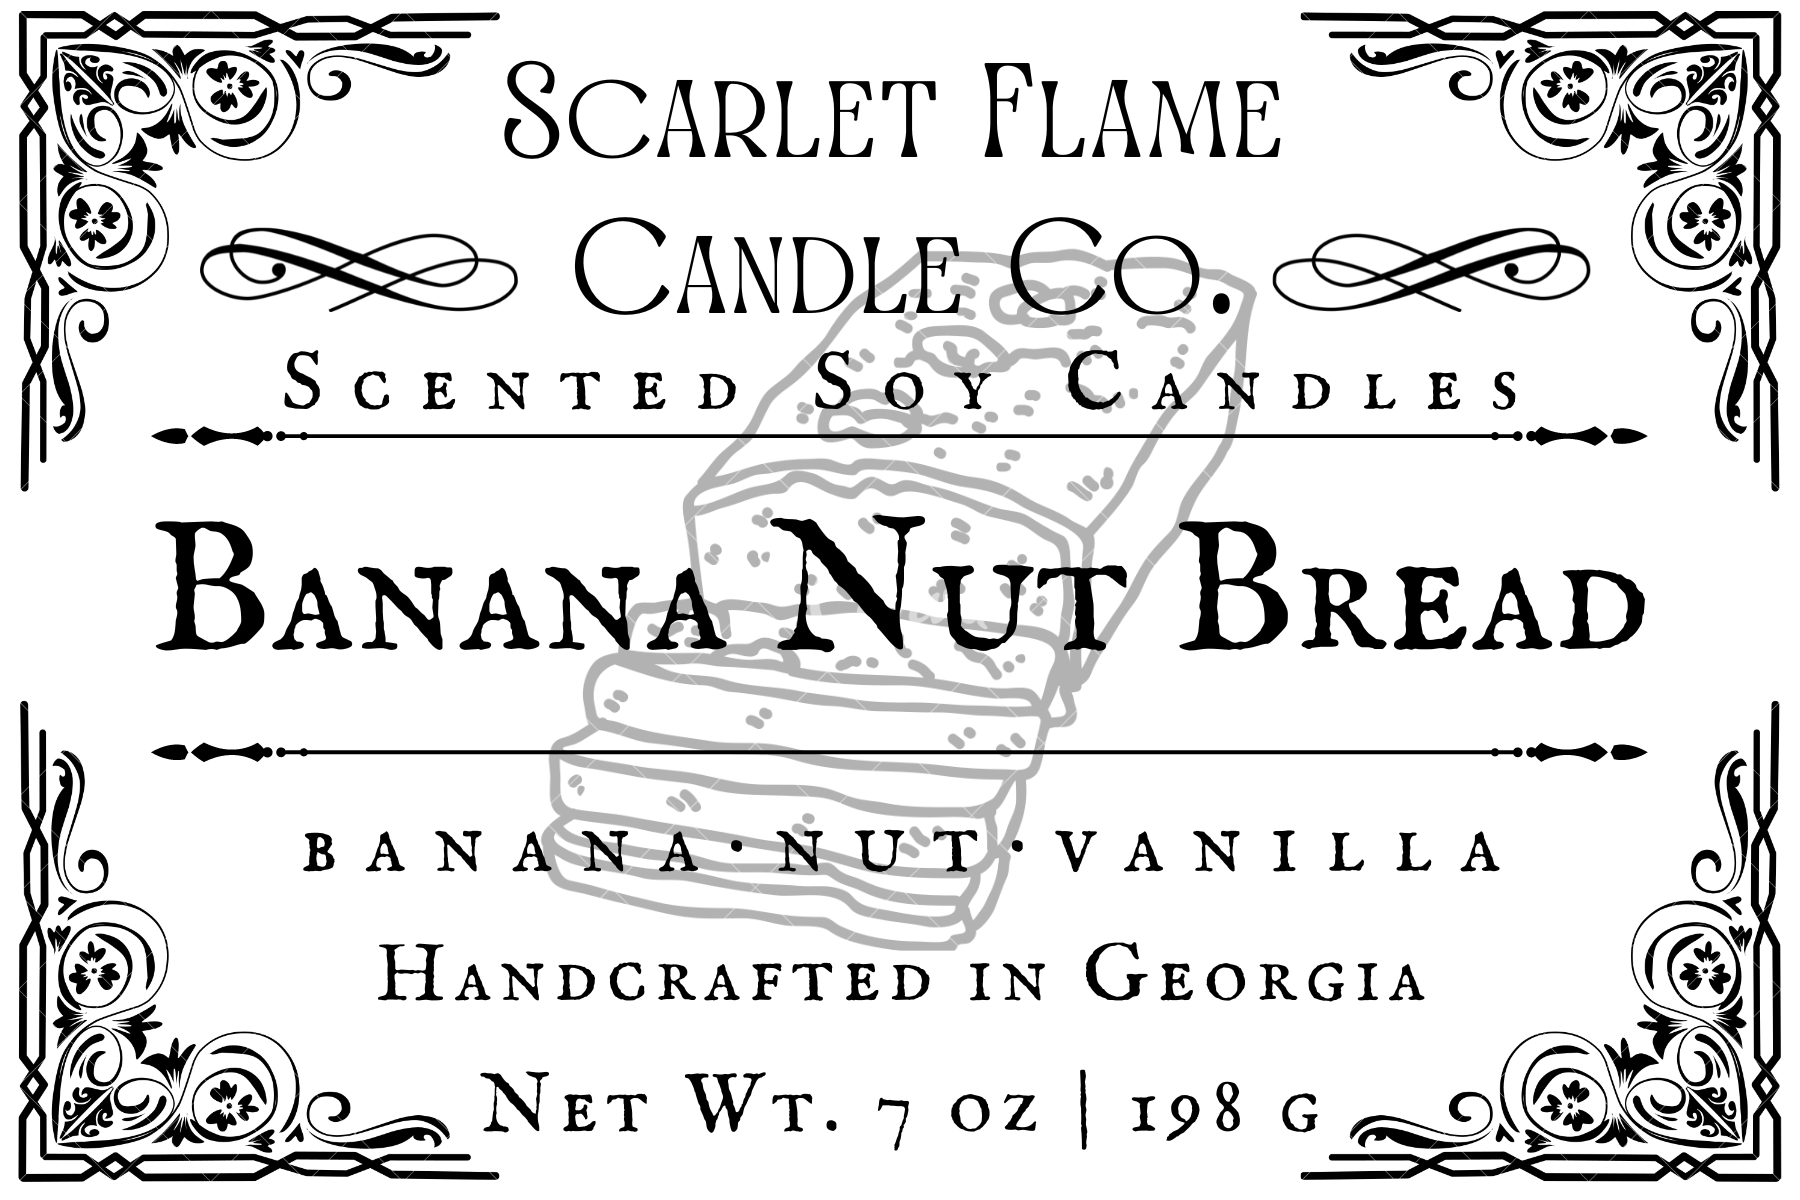 Scarlet Flame
Candle Co.
Scented Soy Candles
Banana Nut Bread
BANANA·NUT·VANILLA
Handcrafted in Georgia
Net Wt. 7 oz | 198 g